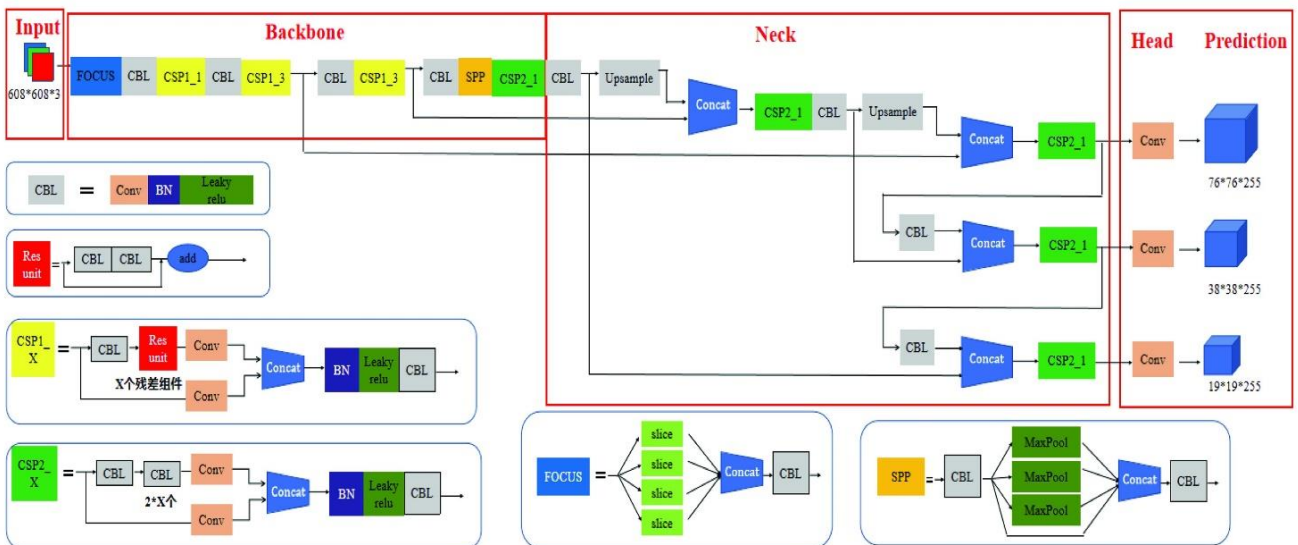 Input
Backbone
Neck
Head
Prediction
608*608*3
FOCUS CBL CSP1_1 CBL CSP1_3 CBL CSP1_3 CBL SPP CSP2_1 CBL Upsample
Concat
CSP2_1 CBL Upsample
Concat
CSP2_1
Conv
76*76*255
CBL
Concat
CSP2_1
Conv
38*38*255
CBL
Concat
CSP2_1
Conv
19*19*255
CBL = Conv BN Leaky
relu
Res
unit
= CBL CBL add
CSP1_
X
= CBL
Res
unit
Conv
Concat
BN
Leaky
relu
CBL
X个残差组件
Conv
CSP2_
X
= CBL CBL Conv
Concat
BN
Leaky
relu
CBL
2*X个
Conv
FOCUS =
slice
slice
slice
slice
Concat
CBL
SPP = CBL
MaxPool
MaxPool
MaxPool
Concat
CBL